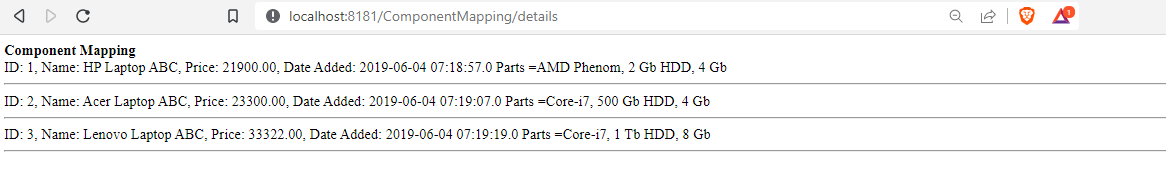 localhost:8181/ComponentMapping/details
1
Component Mapping
ID: 1, Name: HP Laptop ABC, Price: 21900.00, Date Added: 2019-06-04 07:18:57.0 Parts =AMD Phenom, 2 Gb HDD, 4 Gb
ID: 2, Name: Acer Laptop ABC, Price: 23300.00, Date Added: 2019-06-04 07:19:07.0 Parts =Core-i7, 500 Gb HDD, 4 Gb
ID: 3, Name: Lenovo Laptop ABC, Price: 33322.00, Date Added: 2019-06-04 07:19:19.0 Parts =Core-i7, 1 Tb HDD, 8 Gb